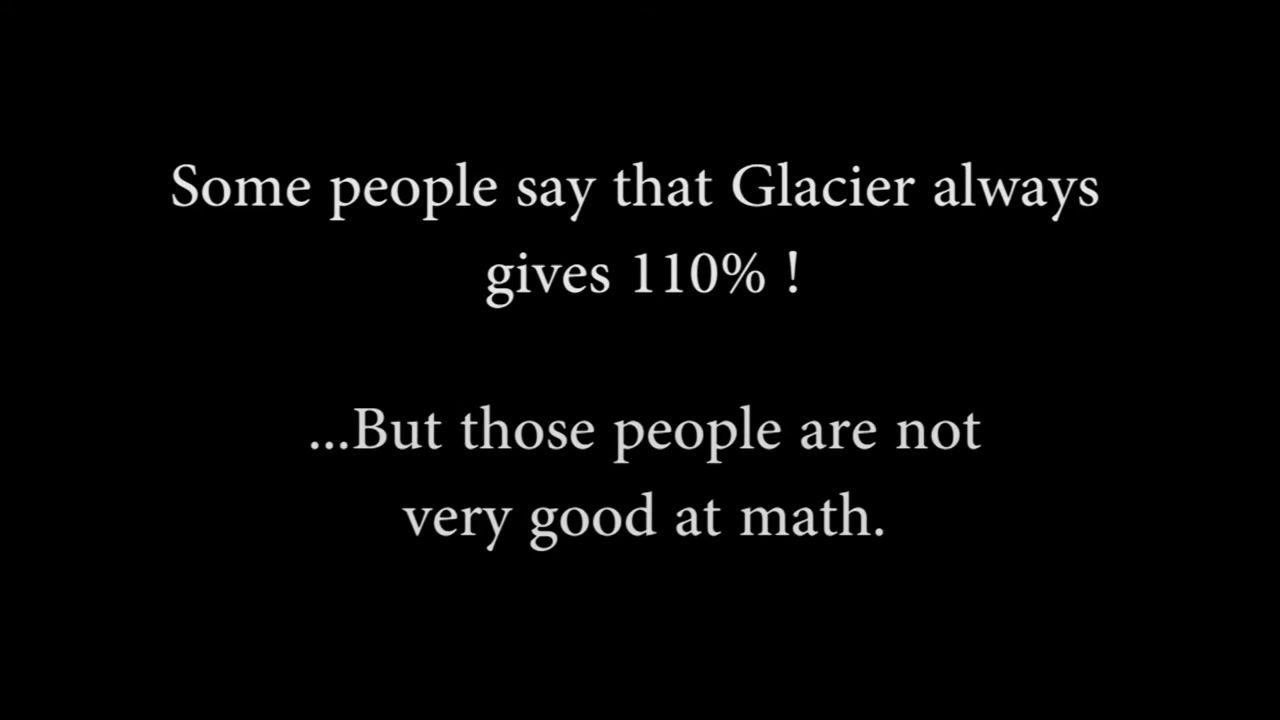 Some people say that Glacier always
gives 110% !
...But those people are not
very good at math.